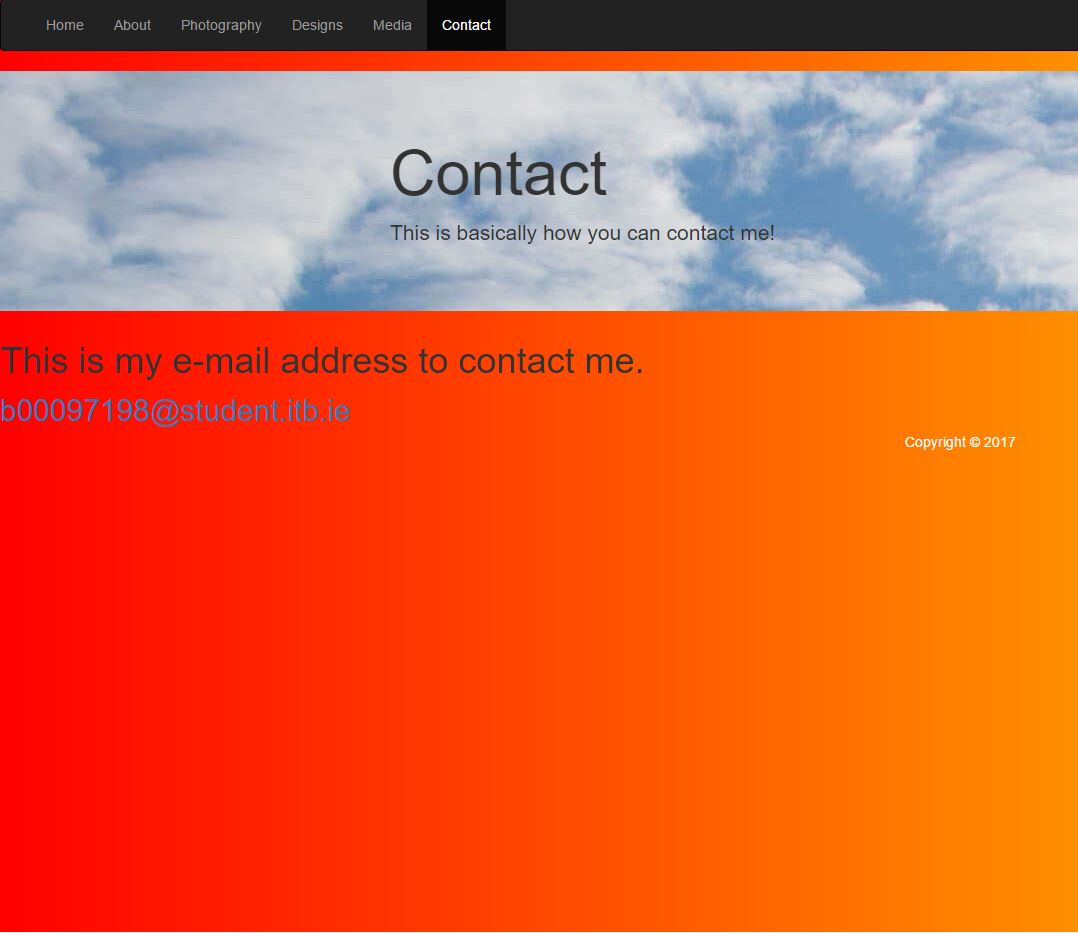 Home About Photography Designs Media Contact
Contact
This is basically how you can contact me!
This is my e-mail address to contact me.
b00097198@student.itb.ie
Copyright © 2017